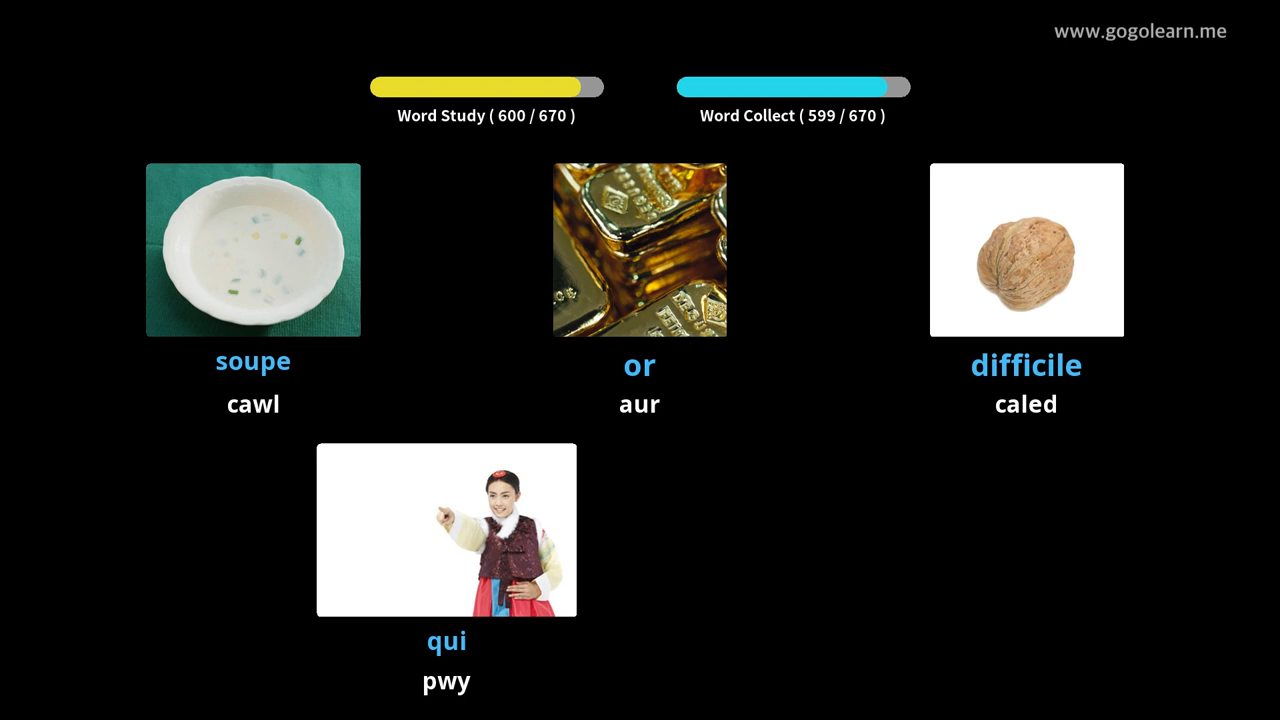 www.gogolearn.me
Word Study ( 600 / 670 )
Word Collect ( 599 / 670 )
soupe
cawl
or
aur
difficile
caled
qui
pwy